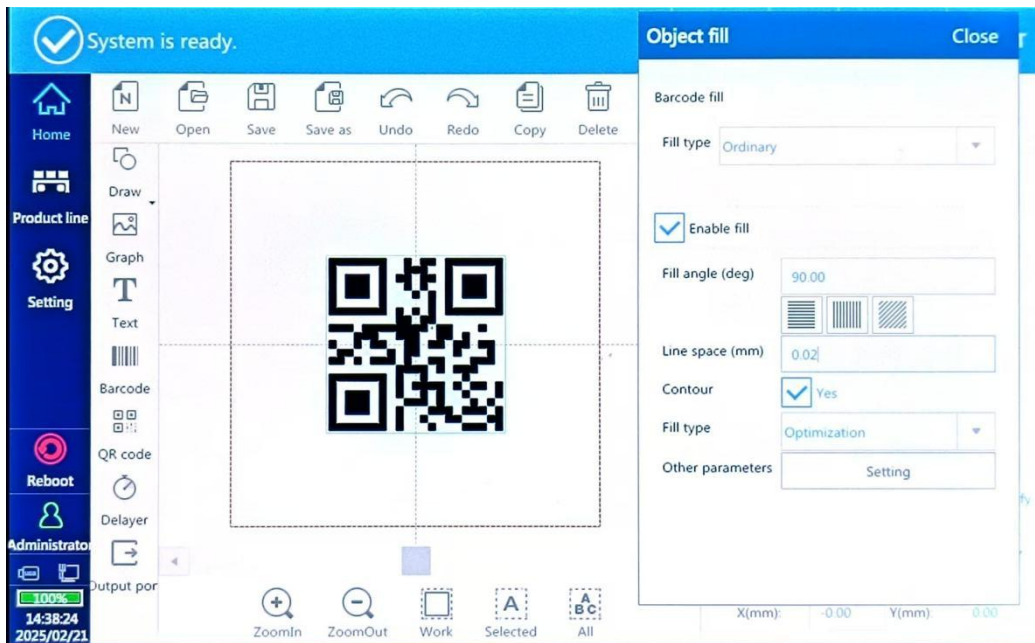 System is ready.
Home
Product line
Setting
Reboot
Administrator
100%
14:38:24
2025/02/21
New
Open
Save
Save as
Undo
Redo
Copy
Delete
Draw
Graph
Text
Barcode
QR code
Delayer
Output por
ZoomIn
ZoomOut
Work
Selected
All
Object fill
Close
Barcode fill
Fill type
Ordinary
Enable fill
Fill angle (deg)
90.00
Line space (mm)
0.02
Contour
Yes
Fill type
Optimization
Other parameters
Setting
X(mm):
-0.00
Y(mm):
0.00